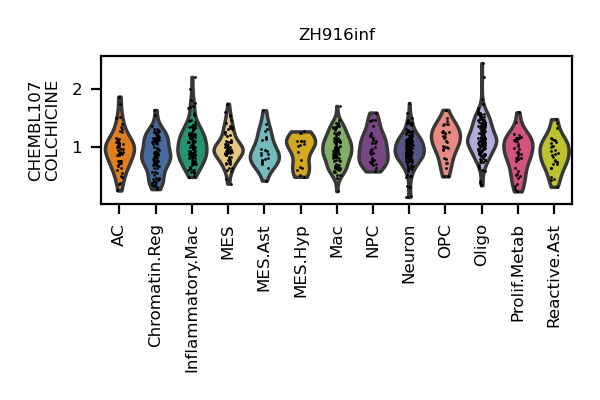 ZH916inf
CHEMBL107
COLCHICINE
2
1
AC
Chromatin.Reg
Inflammatory.Mac
MES
MES.Ast
MES.Hyp
Mac
NPC
Neuron
OPC
Oligo
Prolif.Metab
Reactive.Ast